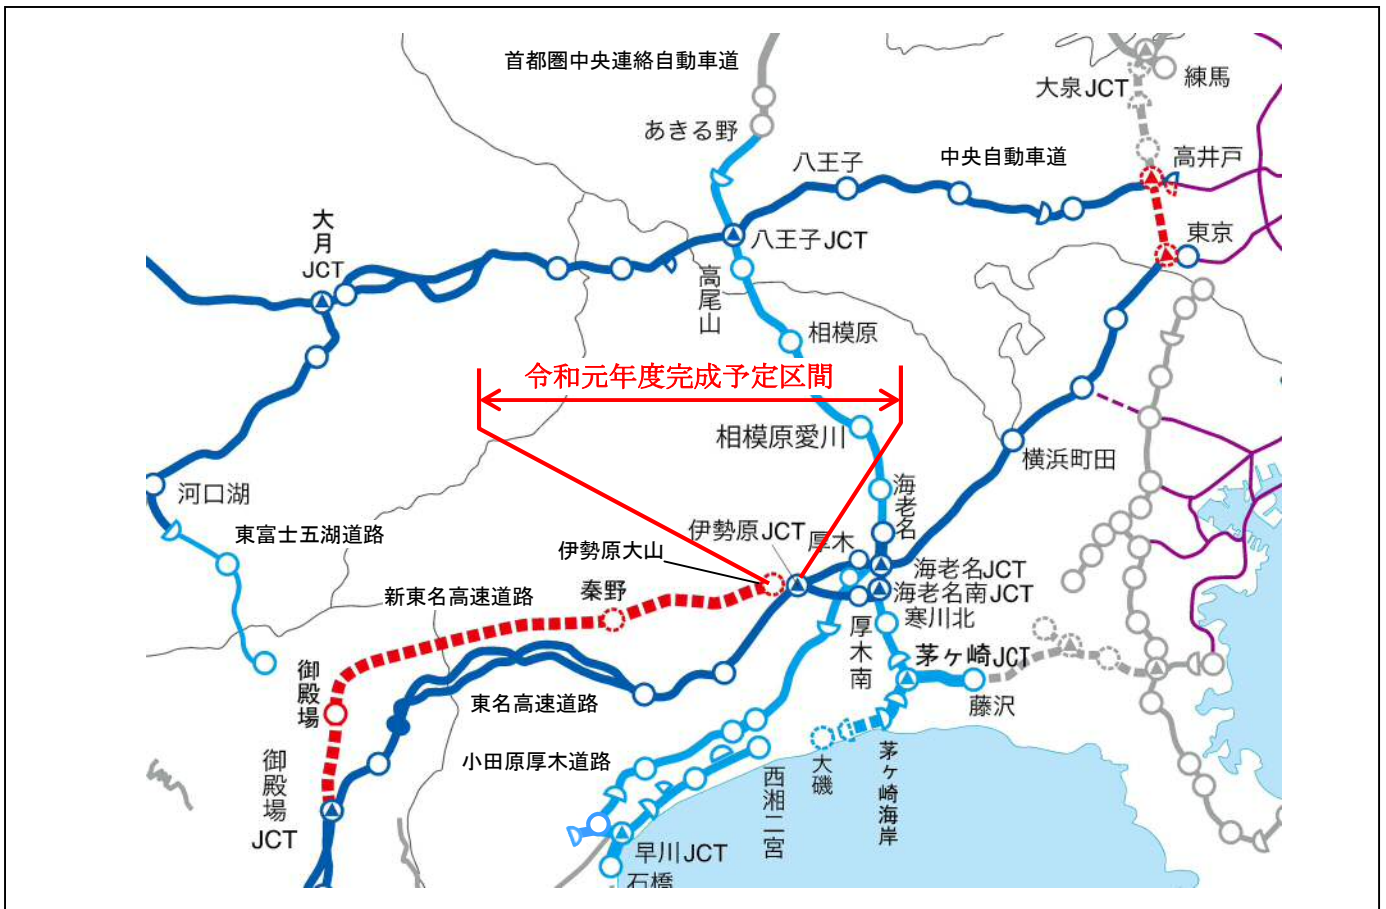 首都圏中央連絡自動車道
大泉JCT
練馬
あきる野
八王子
中央自動車道
高井戸
大月
JCT
八王子JCT
東京
高尾山
相模原
令和元年度完成予定区間
相模原愛川
横浜町田
河口湖
海老名
東富士五湖道路
伊勢原JCT
厚木
伊勢原大山
海老名JCT
新東名高速道路
秦野
海老名南JCT
寒川北
厚木南
茅ヶ崎JCT
御殿場
東名高速道路
藤沢
小田原厚木道路
御殿場
JCT
西湘二宮
大磯
茅ヶ崎海岸
早川JCT
石橋